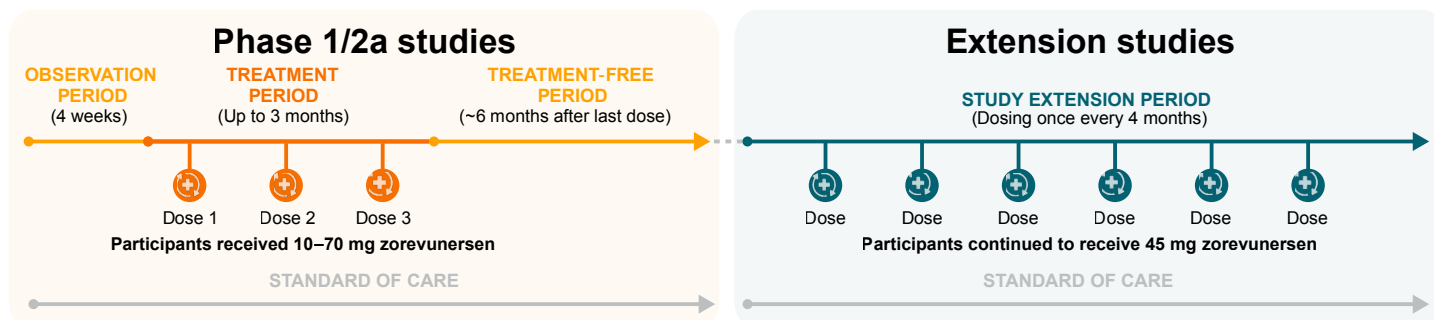 Phase 1/2a studies
OBSERVATION
PERIOD
(4 weeks)
TREATMENT
PERIOD
(Up to 3 months)
TREATMENT-FREE
PERIOD
(~6 months after last dose)
Dose 1
Dose 2
Dose 3
Participants received 10–70 mg zorevunersen
STANDARD OF CARE
Extension studies
STUDY EXTENSION PERIOD
(Dosing once every 4 months)
Dose
Dose
Dose
Dose
Dose
Dose
Participants continued to receive 45 mg zorevunersen
STANDARD OF CARE